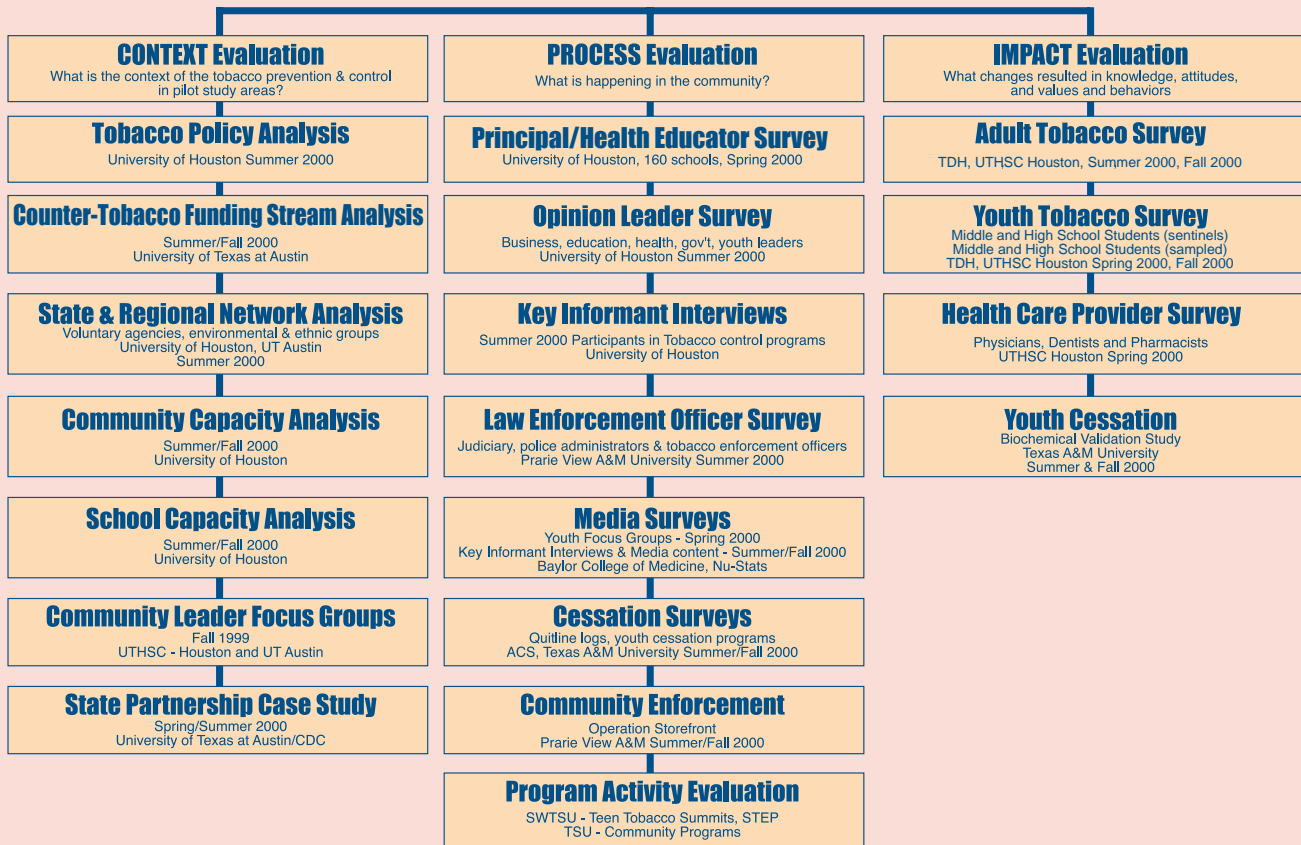 CONTEXT Evaluation
What is the context of the tobacco prevention & control
in pilot study areas?
Tobacco Policy Analysis
University of Houston Summer 2000
Counter-Tobacco Funding Stream Analysis
Summer/Fall 2000
University of Texas at Austin
State & Regional Network Analysis
Voluntary agencies, environmental & ethnic groups
University of Houston, UT Austin
Summer 2000
Community Capacity Analysis
Summer/Fall 2000
University of Houston
School Capacity Analysis
Summer/Fall 2000
University of Houston
Community Leader Focus Groups
Fall 1999
UTHSC - Houston and UT Austin
State Partnership Case Study
Spring/Summer 2000
University of Texas at Austin/CDC
PROCESS Evaluation
What is happening in the community?
Principal/Health Educator Survey
University of Houston, 160 schools, Spring 2000
Opinion Leader Survey
Business, education, health, gov't, youth leaders
University of Houston Summer 2000
Key Informant Interviews
Summer 2000 Participants in Tobacco control programs
University of Houston
Law Enforcement Officer Survey
Judiciary, police administrators & tobacco enforcement officers
Prarie View A&M University Summer 2000
Media Surveys
Youth Focus Groups - Spring 2000
Key Informant Interviews & Media content - Summer/Fall 2000
Baylor College of Medicine, Nu-Stats
Cessation Surveys
Quitline logs, youth cessation programs
ACS, Texas A&M University Summer/Fall 2000
Community Enforcement
Operation Storefront
Prarie View A&M Summer/Fall 2000
Program Activity Evaluation
SWTSU - Teen Tobacco Summits, STEP
TSU - Community Programs
IMPACT Evaluation
What changes resulted in knowledge, attitudes,
and values and behaviors
Adult Tobacco Survey
TDH, UTHSC Houston, Summer 2000, Fall 2000
Youth Tobacco Survey
Middle and High School Students (sentinels)
Middle and High School Students (sampled)
TDH, UTHSC Houston Spring 2000, Fall 2000
Health Care Provider Survey
Physicians, Dentists and Pharmacists
UTHSC Houston Spring 2000
Youth Cessation
Biochemical Validation Study
Texas A&M University
Summer & Fall 2000